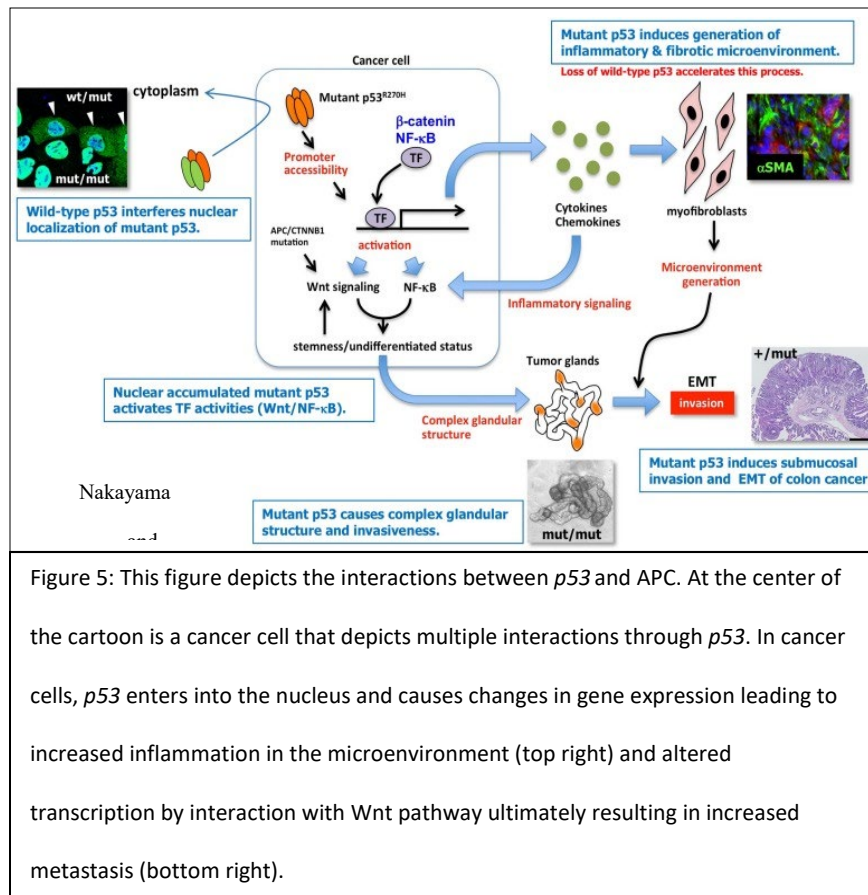 Mutant p53 induces generation of
inflammatory & fibrotic microenvironment.
Loss of wild-type p53 accelerates this process.
Cancer cell
wt/mut
mut/mut
cytoplasm
Mutant p53R270H
β-catenin
NF-κB
TF
Promoter
accessibility
TF
αSMA
Wild-type p53 interferes nuclear
localization of mutant p53.
Cytokines
Chemokines
myofibroblasts
APC/CTNNB1
mutation
activation
Wnt signaling
NF-κB
Inflammatory signaling
Microenvironment
generation
stemness/undifferentiated status
Tumor glands
+/mut
Nuclear accumulated mutant p53
activates TF activities (Wnt/NF-κB).
EMT
invasion
Complex glandular
structure
Mutant p53 induces submucosal
invasion and EMT of colon cancer
Nakayama
and
Mutant p53 causes complex glandular
structure and invasiveness.
mut/mut
Figure 5: This figure depicts the interactions between p53 and APC. At the center of
the cartoon is a cancer cell that depicts multiple interactions through p53. In cancer
cells, p53 enters into the nucleus and causes changes in gene expression leading to
increased inflammation in the microenvironment (top right) and altered
transcription by interaction with Wnt pathway ultimately resulting in increased
metastasis (bottom right).